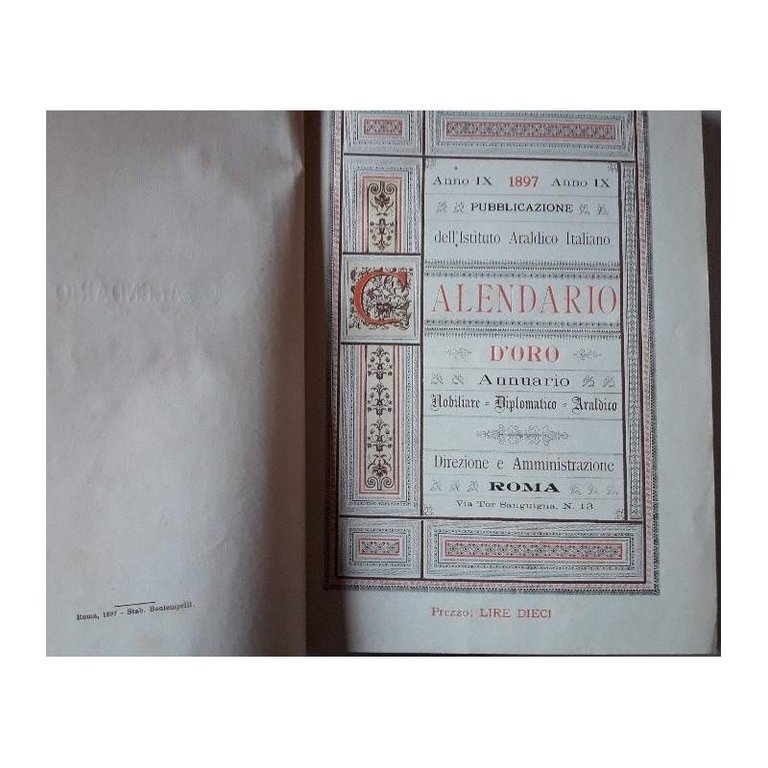 Roma, 1897 - Stab. Bontempelli
Anno IX 1897 Anno IX
PUBBLICAZIONE
dell'Istituto Araldico Italiano
CALENDARIO
D'ORO
Annuario
Nobiliare - Diplomatico - Araldico
Direzione e Amministrazione
ROMA
Via Tor Sanguigna, N. 13
Prezzo: LIRE DIECI